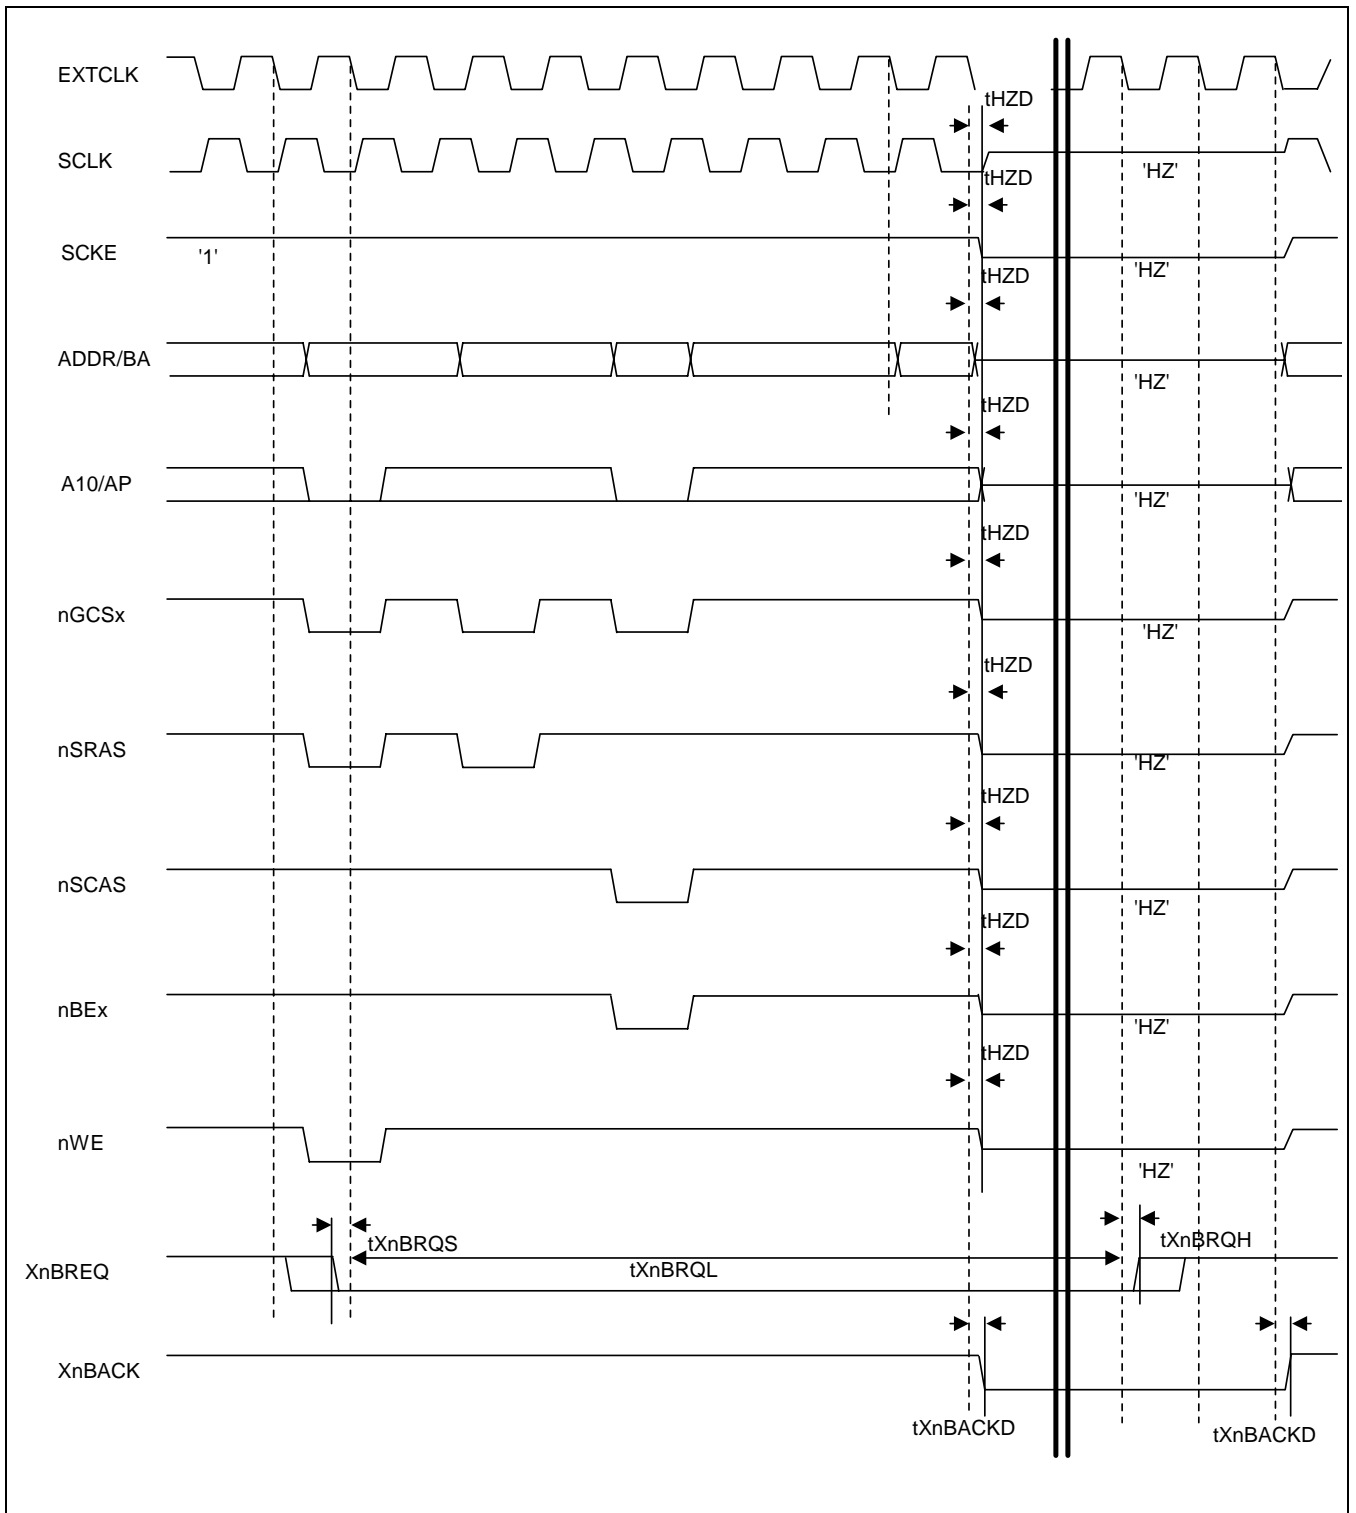 EXTCLK
tHZD
SCLK
'HZ'
tHZD
SCKE
'1'
'HZ'
tHZD
ADDR/BA
'HZ'
tHZD
A10/AP
'HZ'
tHZD
nGCSx
'HZ'
tHZD
nSRAS
'HZ'
tHZD
nSCAS
'HZ'
tHZD
nBEx
'HZ'
tHZD
nWE
'HZ'
tXnBRQS
tXnBRQH
XnBREQ
tXnBRQL
XnBACK
tXnBACKD
tXnBACKD